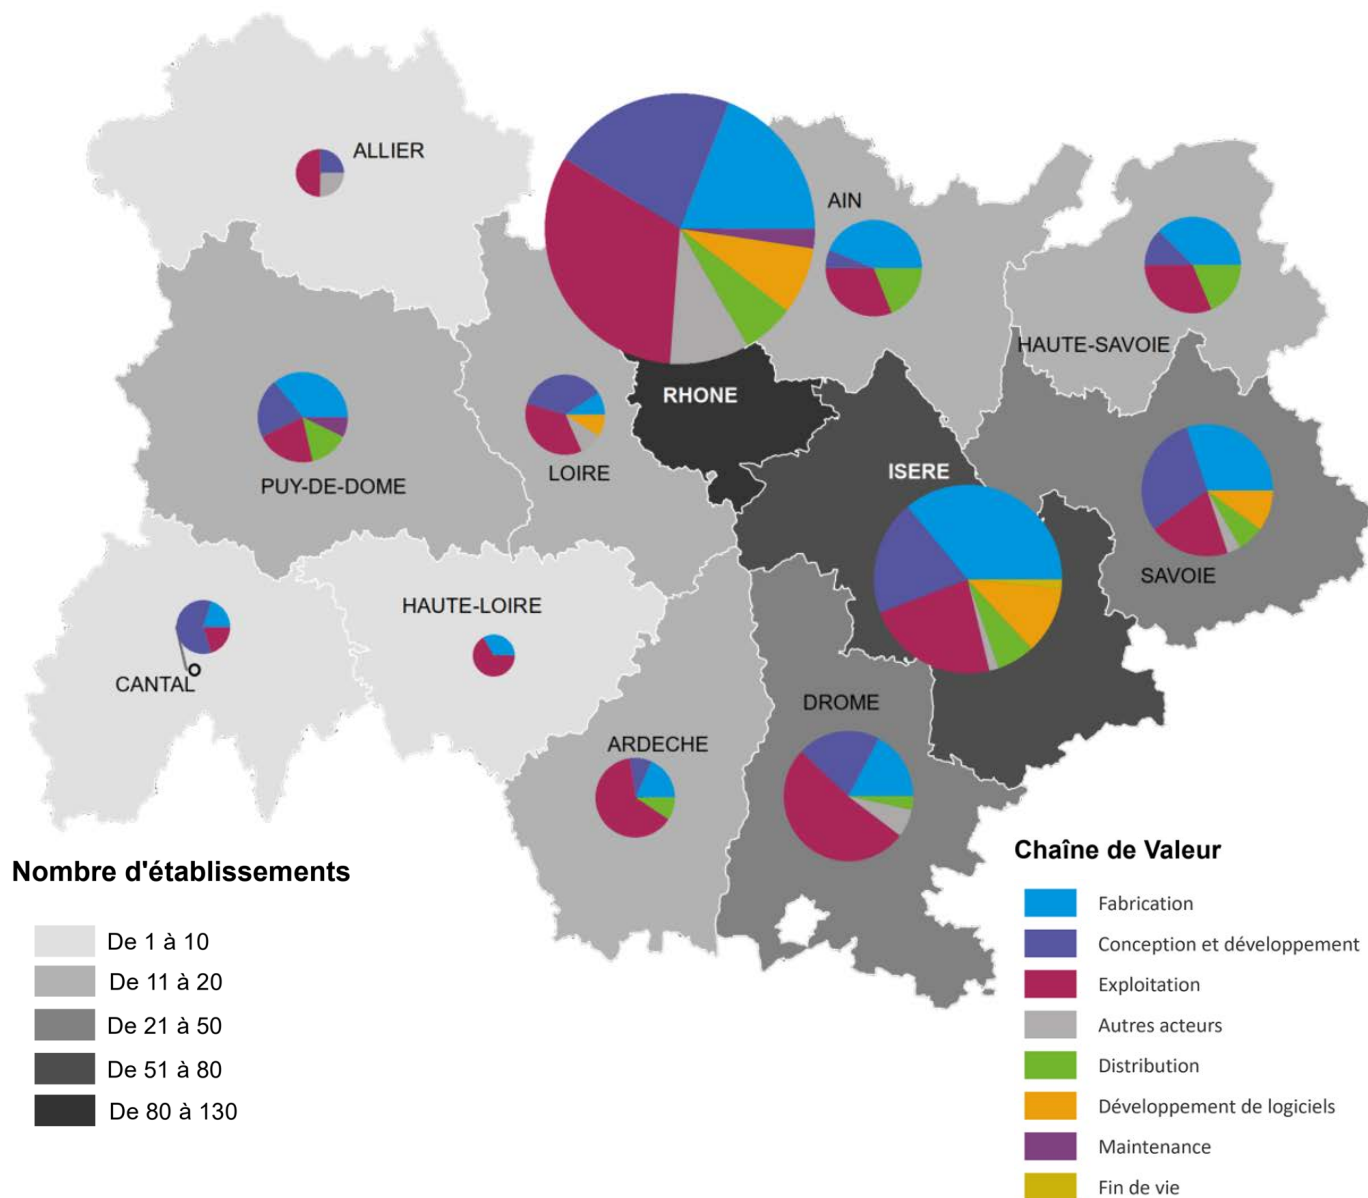 ALLIER
AIN
HAUTE-SAVOIE
RHONE
ISERE
LOIRE
PUY-DE-DOME
SAVOIE
HAUTE-LOIRE
CANTAL
DROME
ARDECHE
Nombre d'établissements
De 1 à 10
De 11 à 20
De 21 à 50
De 51 à 80
De 80 à 130
Chaîne de Valeur
Fabrication
Conception et développement
Exploitation
Autres acteurs
Distribution
Développement de logiciels
Maintenance
Fin de vie